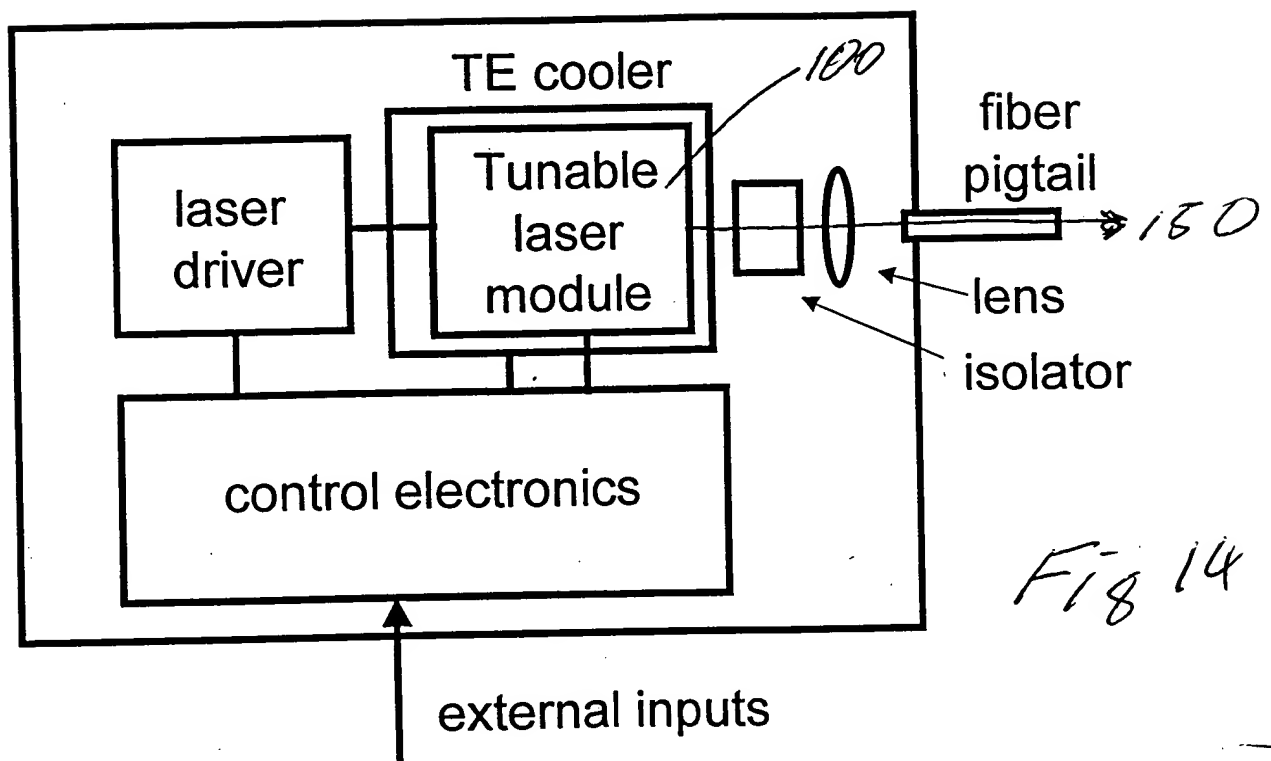 TE cooler
100
laser
driver
Tunable
laser
module
fiber
pigtail
150
lens
isolator
control electronics
Fig 14
external inputs